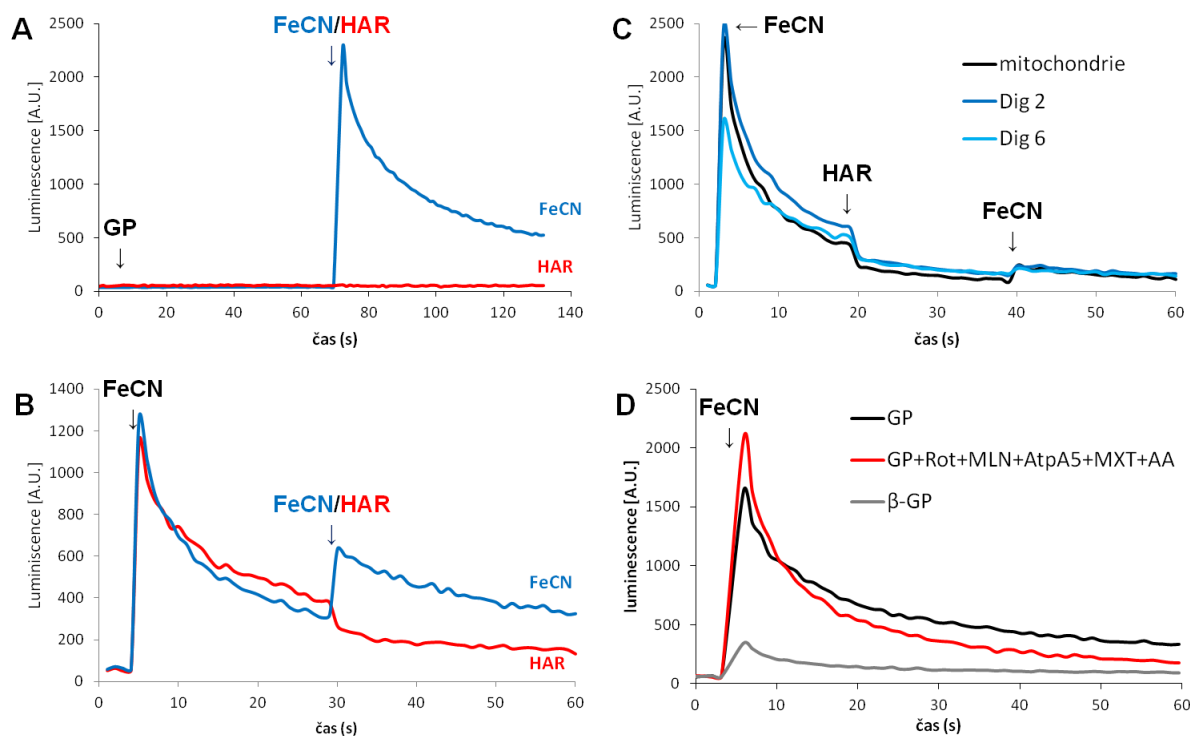 A
Luminescence [A.U.]
2500
2000
1500
1000
500
0
FeCN/HAR
↓
GP
↓
FeCN
HAR
0 20 40 60 80 100 120 140
čas (s)
C
Luminiscence [A.U.]
2500
2000
1500
1000
500
0
← FeCN
mitochondrie
Dig 2
Dig 6
HAR
↓
FeCN
↓
0 10 20 30 40 50 60
čas (s)
B
Luminiscence [A.U.]
1400
1200
1000
800
600
400
200
0
FeCN
↓
FeCN/HAR
↓
FeCN
HAR
0 10 20 30 40 50 60
čas (s)
D
luminescence [A.U.]
2500
2000
1500
1000
500
0
FeCN
↓
GP
GP+Rot+MLN+AtpA5+MXT+AA
β-GP
0 10 20 30 40 50 60
čas (s)